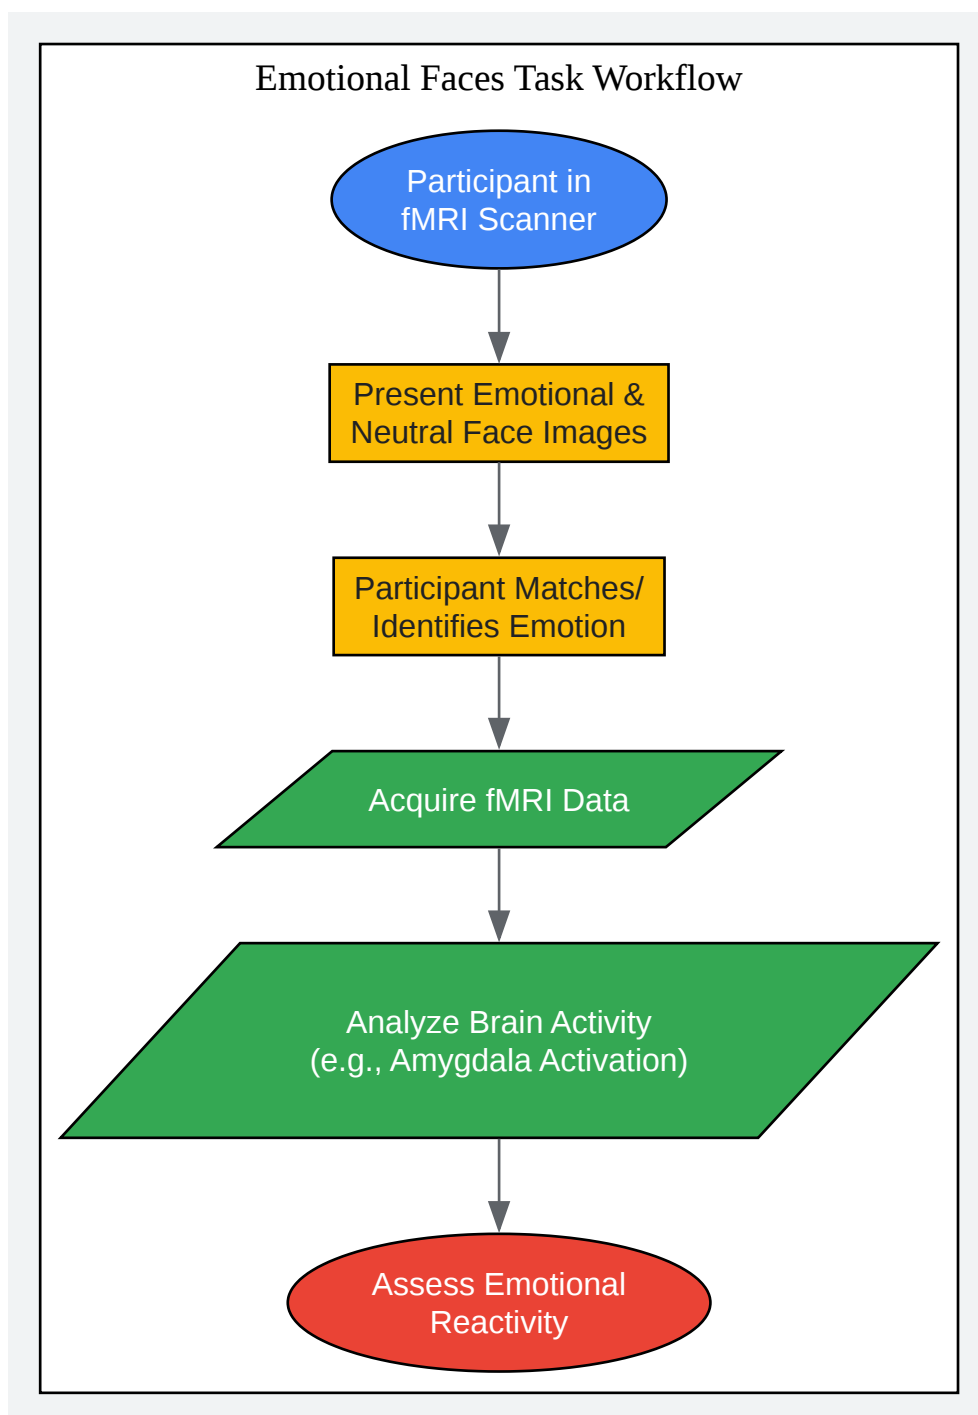 Emotional Faces Task Workflow
Participant in
fMRI Scanner
Present Emotional &
Neutral Face Images
Participant Matches/
Identifies Emotion
Acquire fMRI Data
Analyze Brain Activity
(e.g., Amygdala Activation)
Assess Emotional
Reactivity